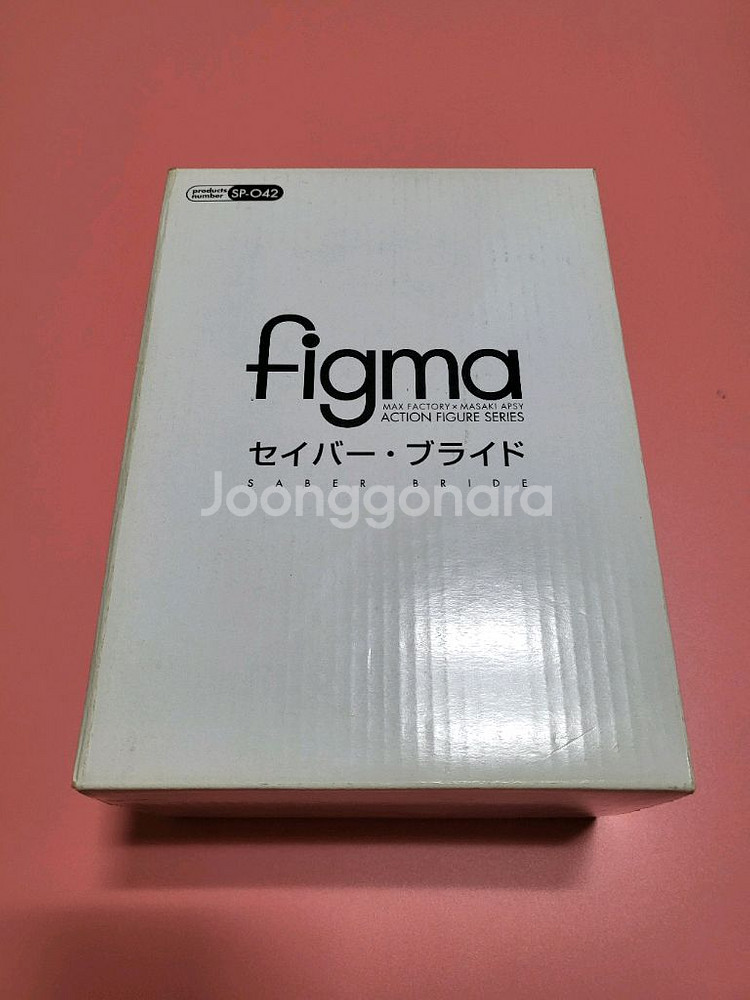 products
number SP-042
figma
MAX FACTORY × MASAKI APSY
ACTION FIGURE SERIES
セイバー・ブライド
SABER BRIDE
Joonggonara